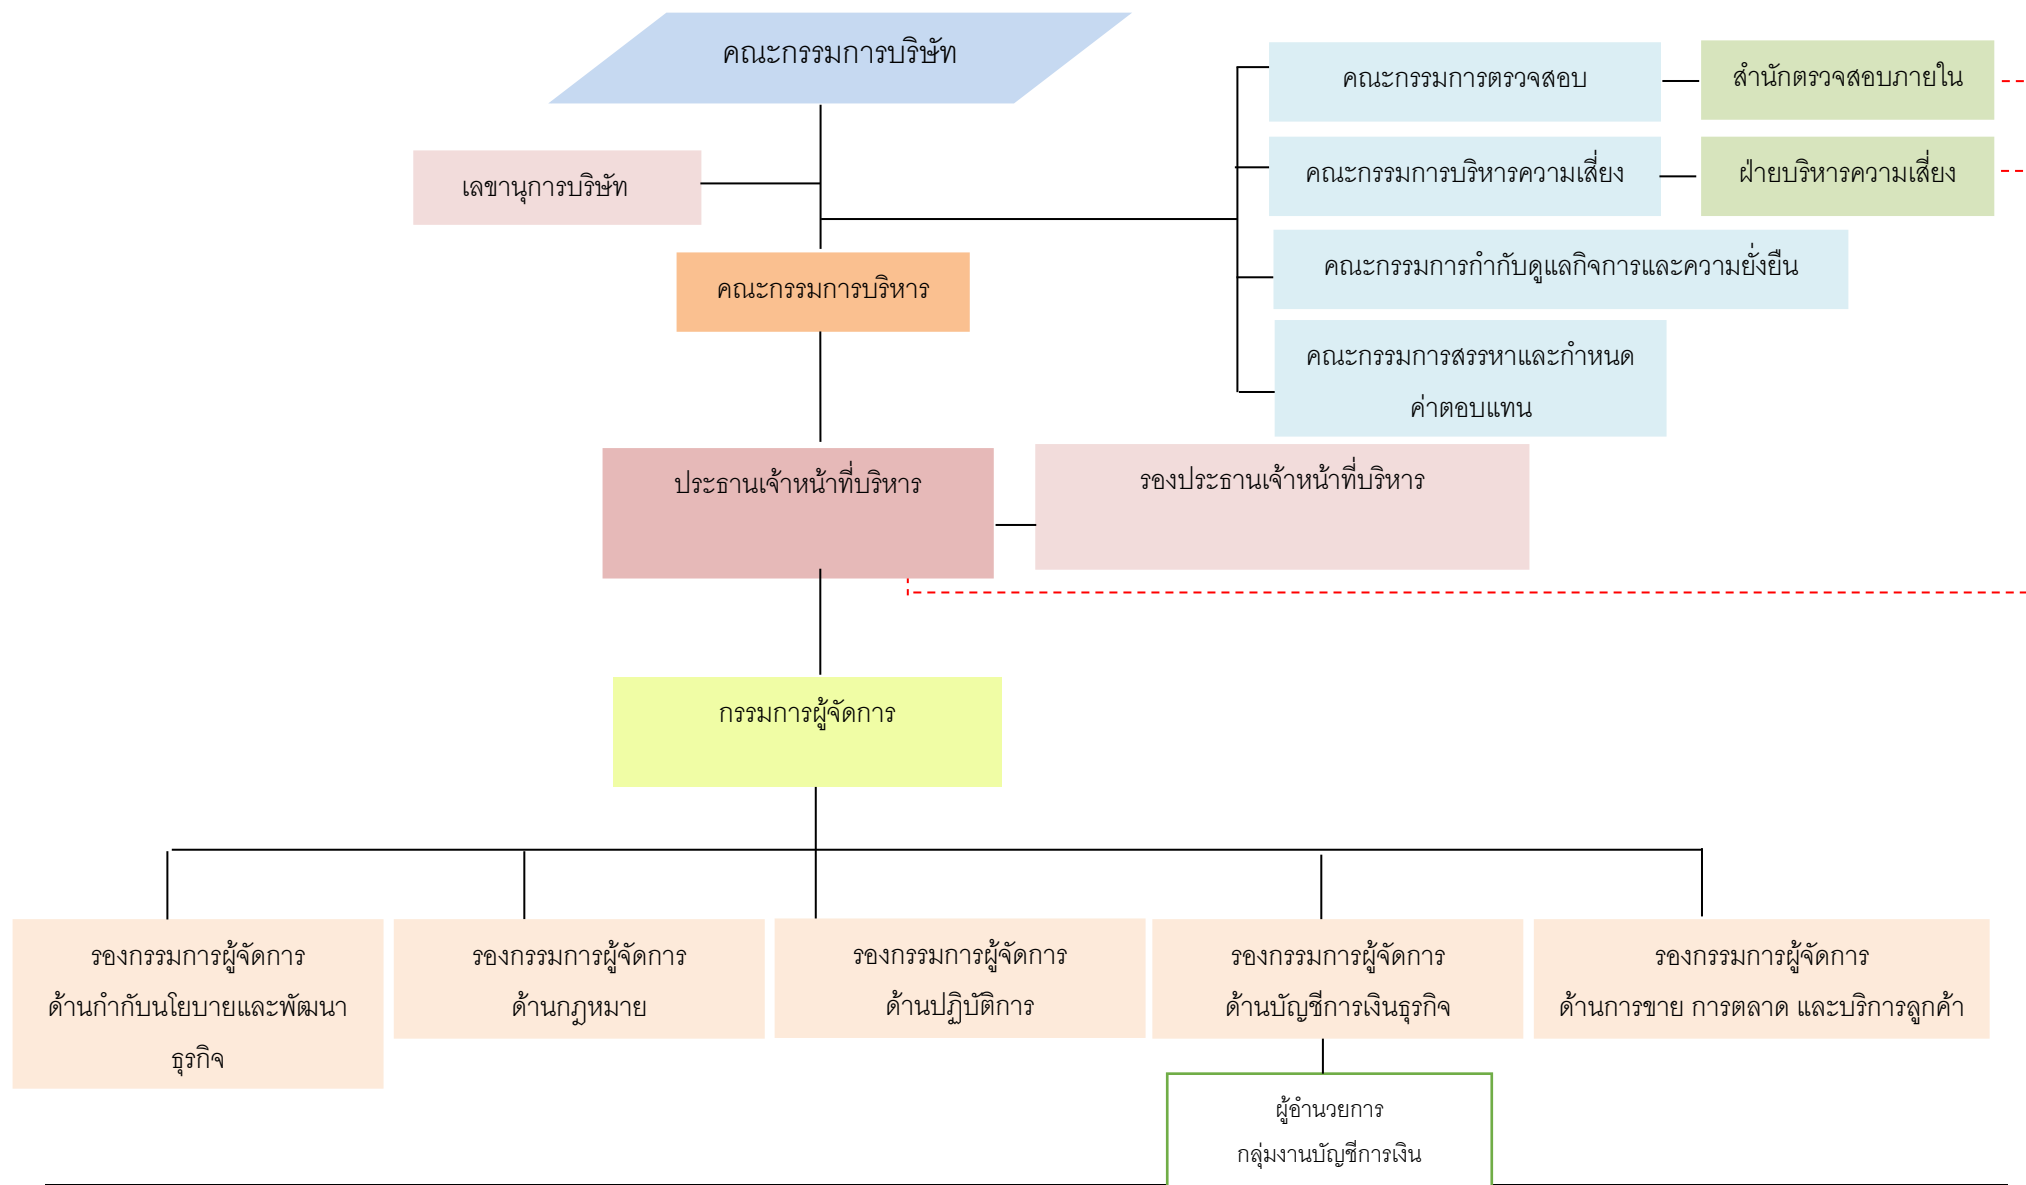 คณะกรรมการบริษัท
คณะกรรมการตรวจสอบ
สำนักตรวจสอบภายใน
เลขานุการบริษัท
คณะกรรมการบริหารความเสี่ยง
ฝ่ายบริหารความเสี่ยง
คณะกรรมการบริหาร
คณะกรรมการกำกับดูแลกิจการและความยั่งยืน
คณะกรรมการสรรหาและกำหนด
ค่าตอบแทน
ประธานเจ้าหน้าที่บริหาร
รองประธานเจ้าหน้าที่บริหาร
กรรมการผู้จัดการ
รองกรรมการผู้จัดการ
ด้านกำกับนโยบายและพัฒนา
ธุรกิจ
รองกรรมการผู้จัดการ
ด้านกฎหมาย
รองกรรมการผู้จัดการ
ด้านปฏิบัติการ
รองกรรมการผู้จัดการ
ด้านบัญชีการเงินธุรกิจ
รองกรรมการผู้จัดการ
ด้านการขาย การตลาด และบริการลูกค้า
ผู้อำนวยการ
กลุ่มงานบัญชีการเงิน